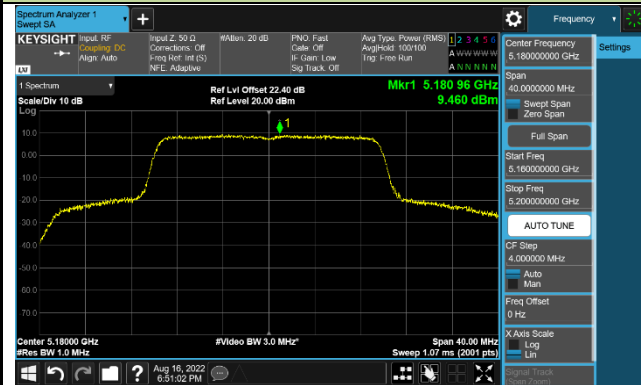 Spectrum Analyzer 1
Swept SA
Frequency
KEYSIGHT
Input: RF
Coupling: DC
Align: Auto
Input Z: 50 Ω
Corrections: Off
Freq Ref: Int (S)
NFE: Adaptive
#Atten: 20 dB
PNO: Fast
Gate: Off
IF Gain: Low
Sig Track: Off
Avg Type: Power (RMS)
Avg|Hold: 100/100
Trig: Free Run
1 2 3 4 5 6
A W W W W W
A N N N N N
LXI
1 Spectrum
Scale/Div 10 dB
Log
Ref Lvl Offset 22.40 dB
Ref Level 20.00 dBm
Mkr1 5.180 96 GHz
9.460 dBm
1
10.0
0.00
10.0
20.0
30.0
40.0
-50.0
60.0
70.0
Center 5.18000 GHz
#Res BW 1.0 MHz
#Video BW 3.0 MHz*
Span 40.00 MHz
Sweep 1.07 ms (2001 pts)
Aug 16, 2022
6:51:02 PM
Settings
Center Frequency
5.180000000 GHz
Span
40.0000000 MHz
Swept Span
Zero Span
Full Span
Start Freq
5.160000000 GHz
Stop Freq
5.200000000 GHz
AUTO TUNE
CF Step
4.000000 MHz
Auto
Man
Freq Offset
0 Hz
X Axis Scale
Log
Lin
Signal Track
(Span Zoom)